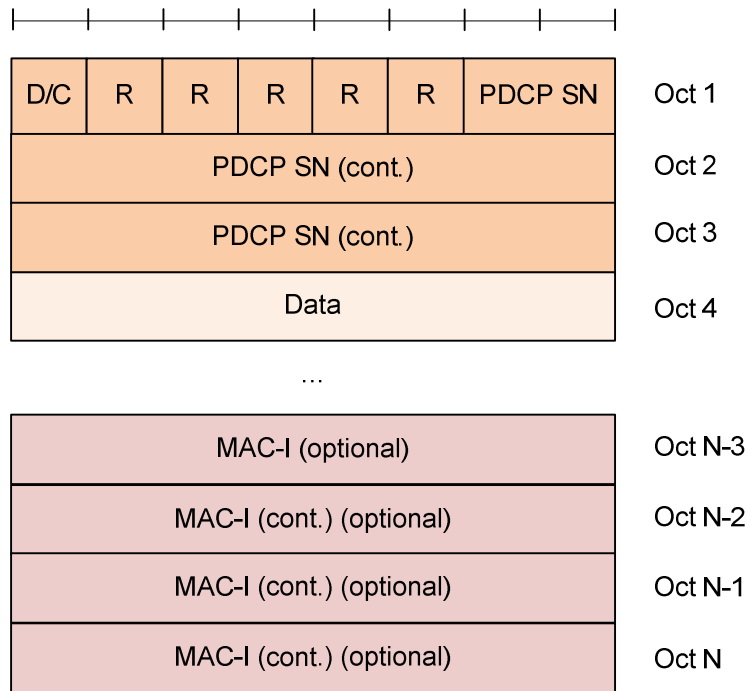 D/C R R R R R PDCP SN Oct 1
PDCP SN (cont.) Oct 2
PDCP SN (cont.) Oct 3
Data Oct 4
...
MAC-I (optional) Oct N-3
MAC-I (cont.) (optional) Oct N-2
MAC-I (cont.) (optional) Oct N-1
MAC-I (cont.) (optional) Oct N